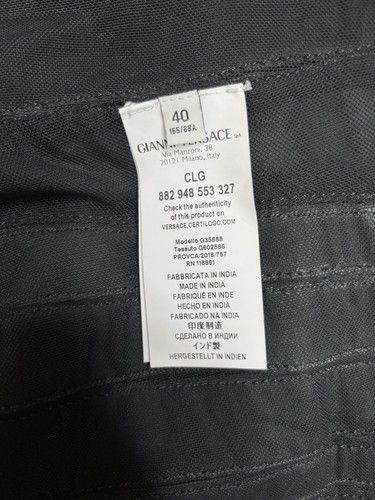 40
165/88A
GIANNI VERSACE
Via Manzoni, 38
20121 Milano, Italy
CLG
882 948 553 327
Check the authenticity
of this product on
VERSACE.CERTILOGO.COM
Modello G35888
Tessuto G602586
PROVCA/2018/787
RN 118881
FABBRICATA IN INDIA
MADE IN INDIA
FABRIQUÉ EN INDE
HECHO EN INDIA
FABRICADO NA ÍNDIA
印度制造
СДЕЛАНО В ИНДИИ
インド製
HERGESTELLT IN INDIEN